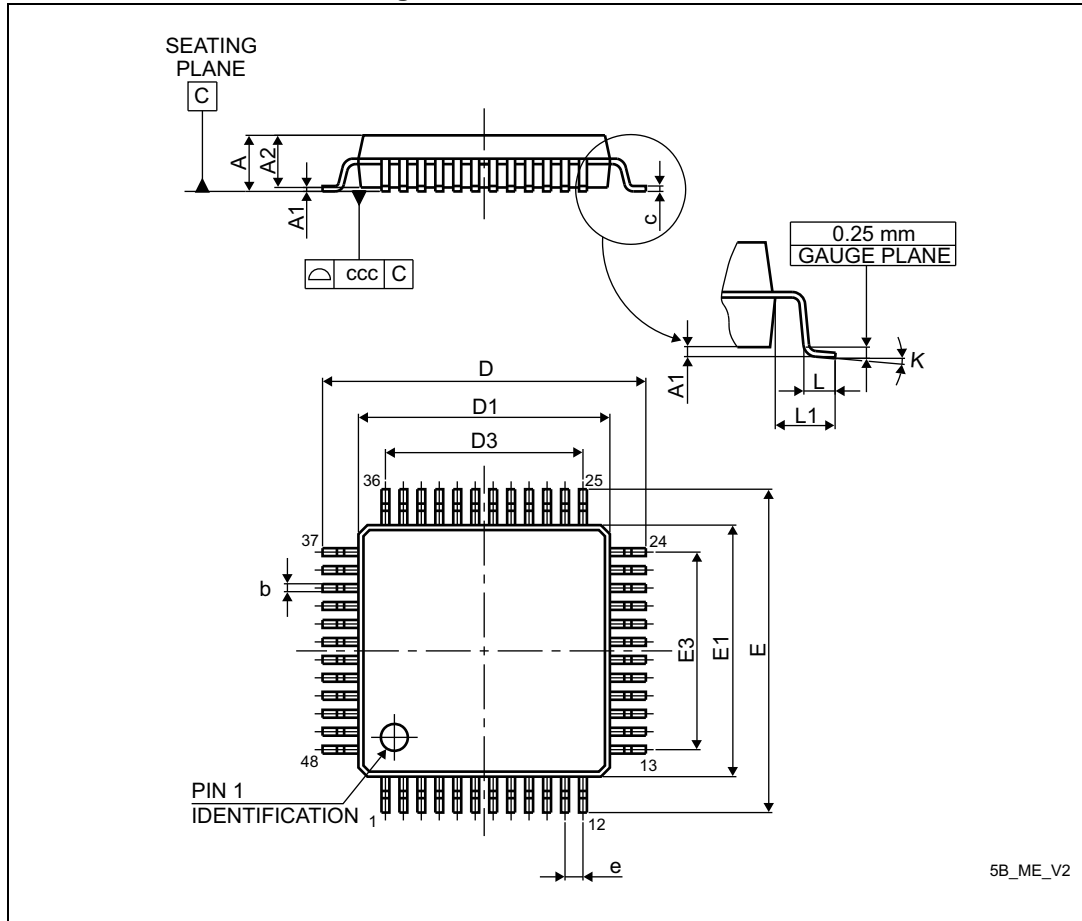 SEATING
PLANE
C
A
A2
A1
c
ccc C
0.25 mm
GAUGE PLANE
A1
K
L
L1
D
D1
D3
36
25
37
24
b
E3
E1
E
48
13
PIN 1
IDENTIFICATION
1
12
e
5B_ME_V2